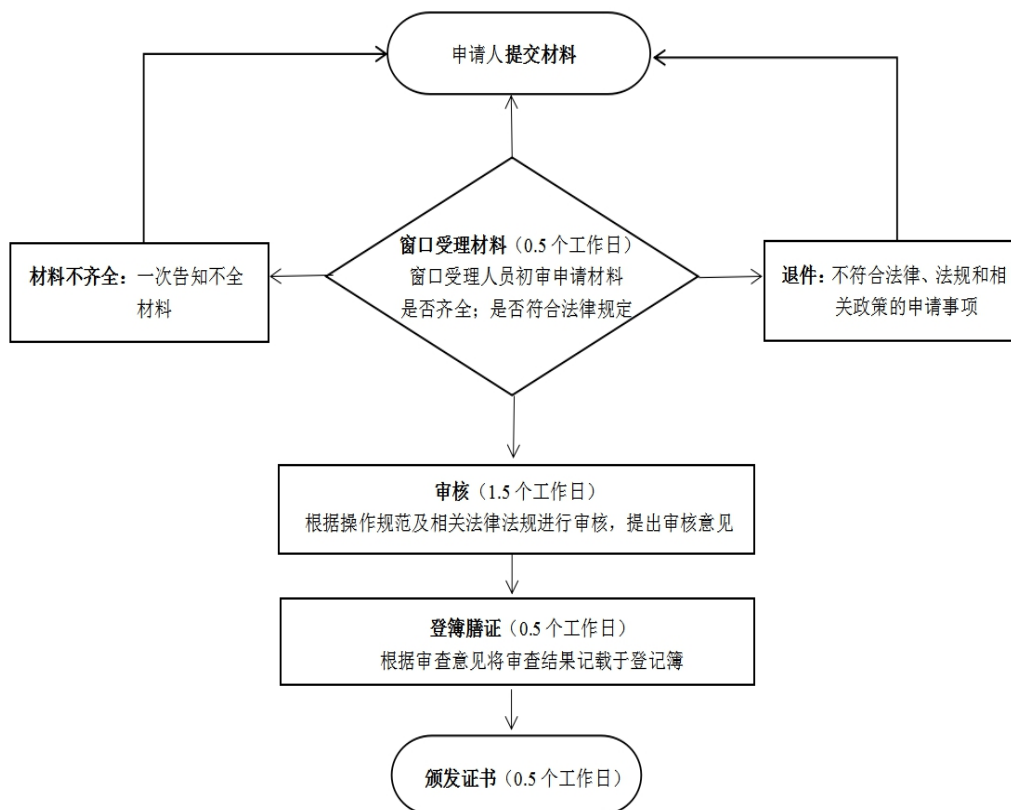 申请人提交材料
窗口受理材料（0.5 个工作日）
窗口受理人员初审申请材料
是否齐全；是否符合法律规定
材料不齐全：一次告知不全
材料
退件：不符合法律、法规和相
关政策的申请事项
审核（1.5 个工作日）
根据操作规范及相关法律法规进行审核，提出审核意见
登簿膳证（0.5 个工作日）
根据审查意见将审查结果记载于登记簿
颁发证书（0.5 个工作日）